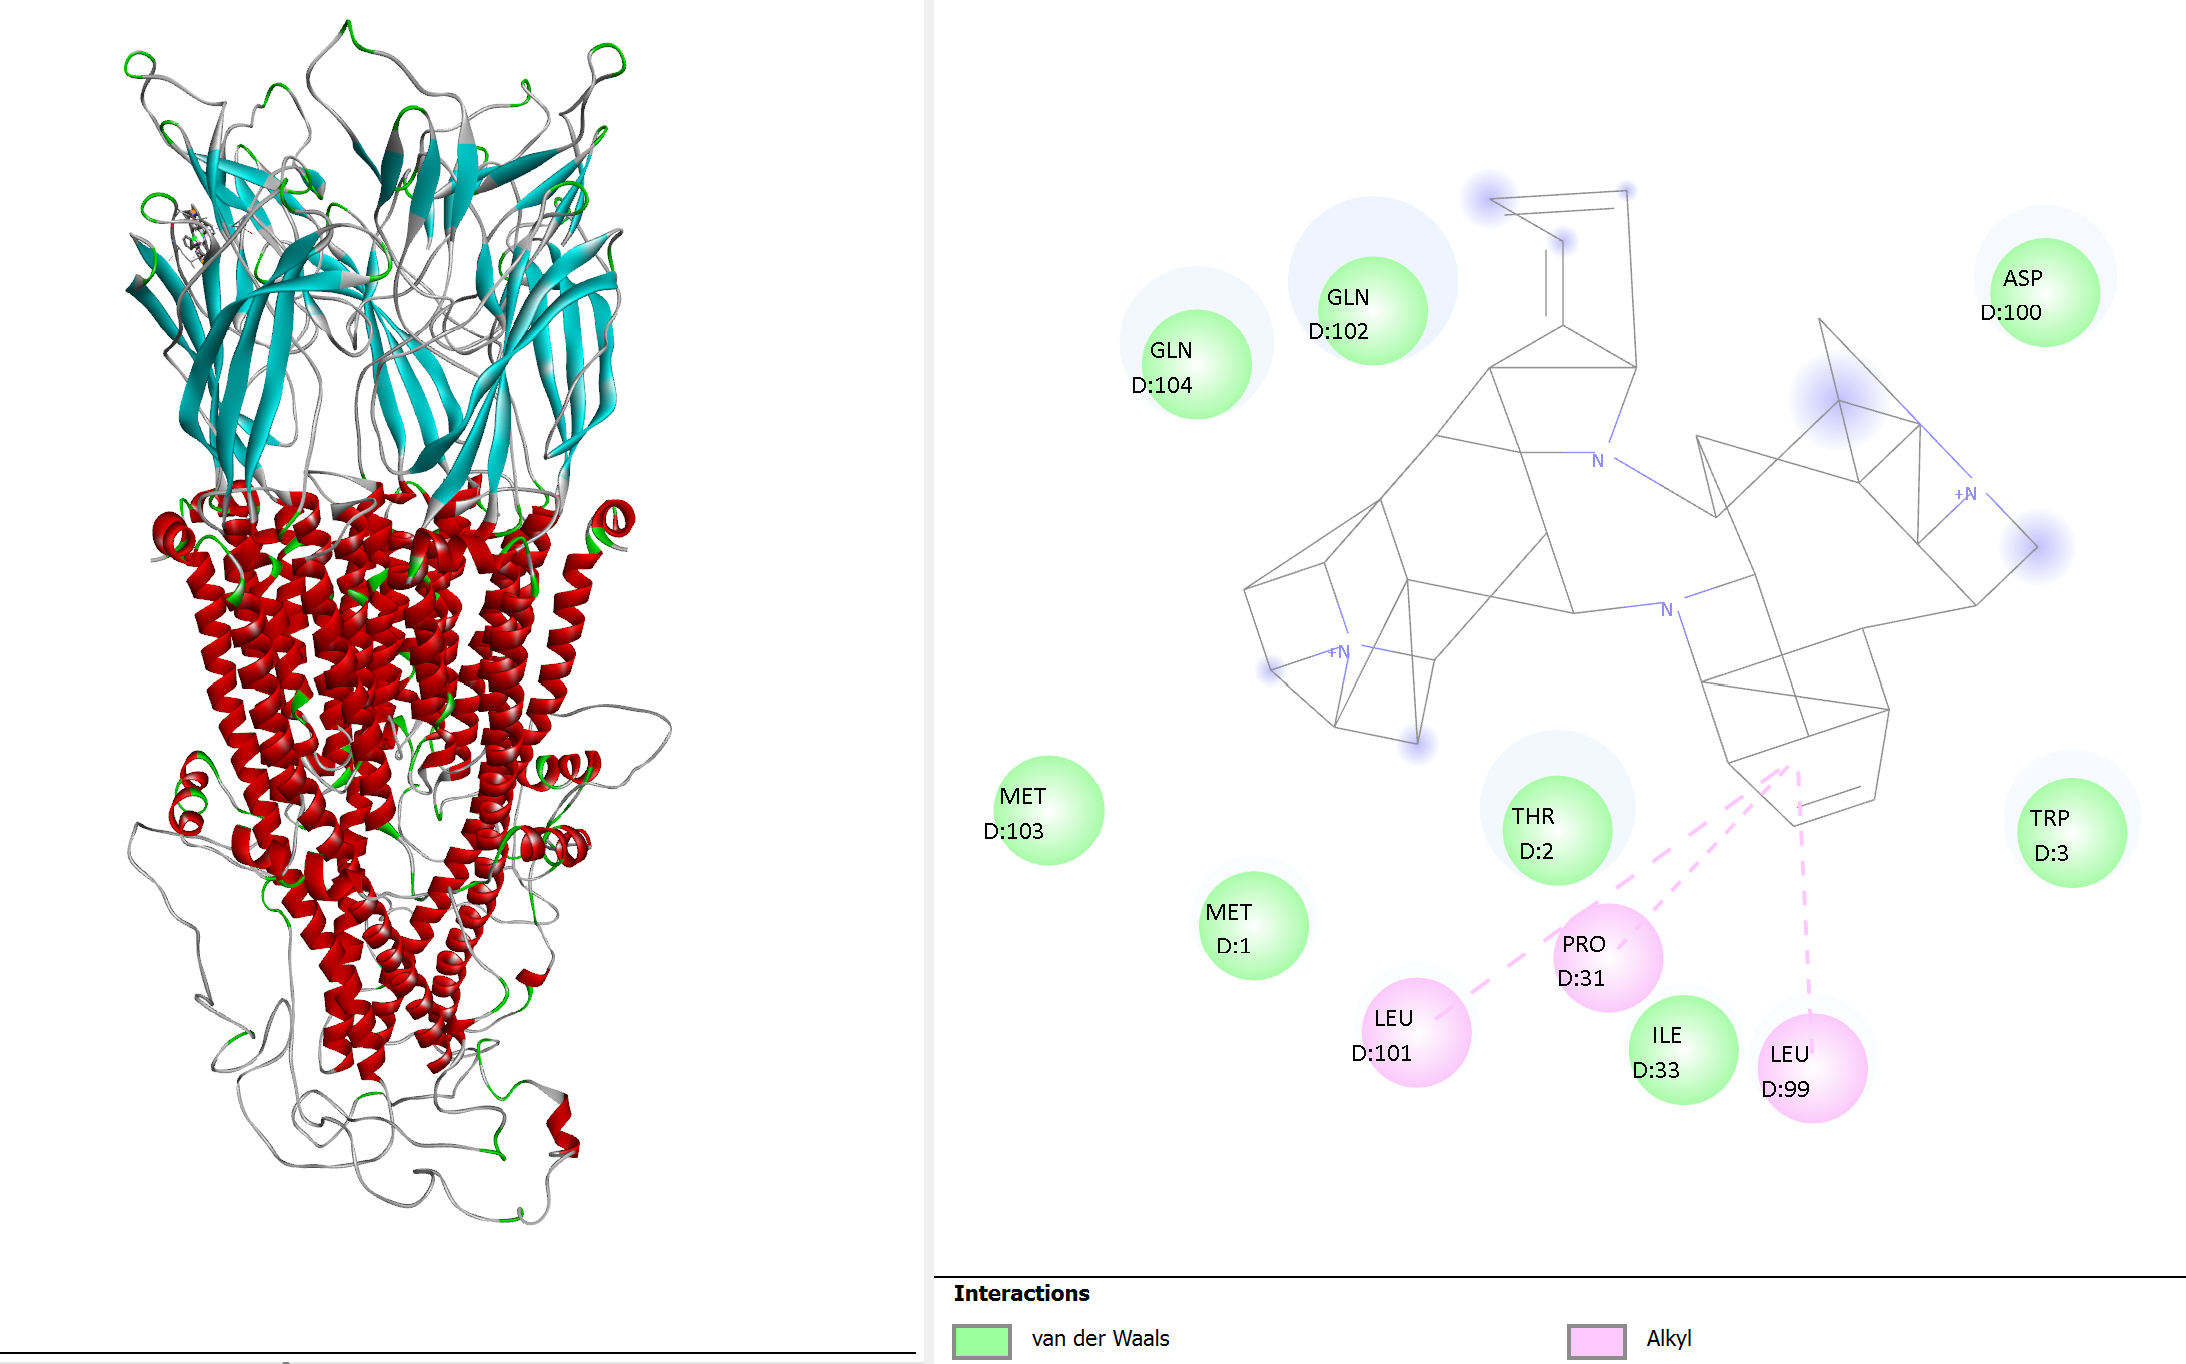 GLN
D:102
ASP
D:100
GLN
D:104
N
+N
N
+N
MET
D:103
THR
D:2
TRP
D:3
MET
D:1
PRO
D:31
LEU
D:101
ILE
D:33
LEU
D:99
Interactions
van der Waals
Alkyl